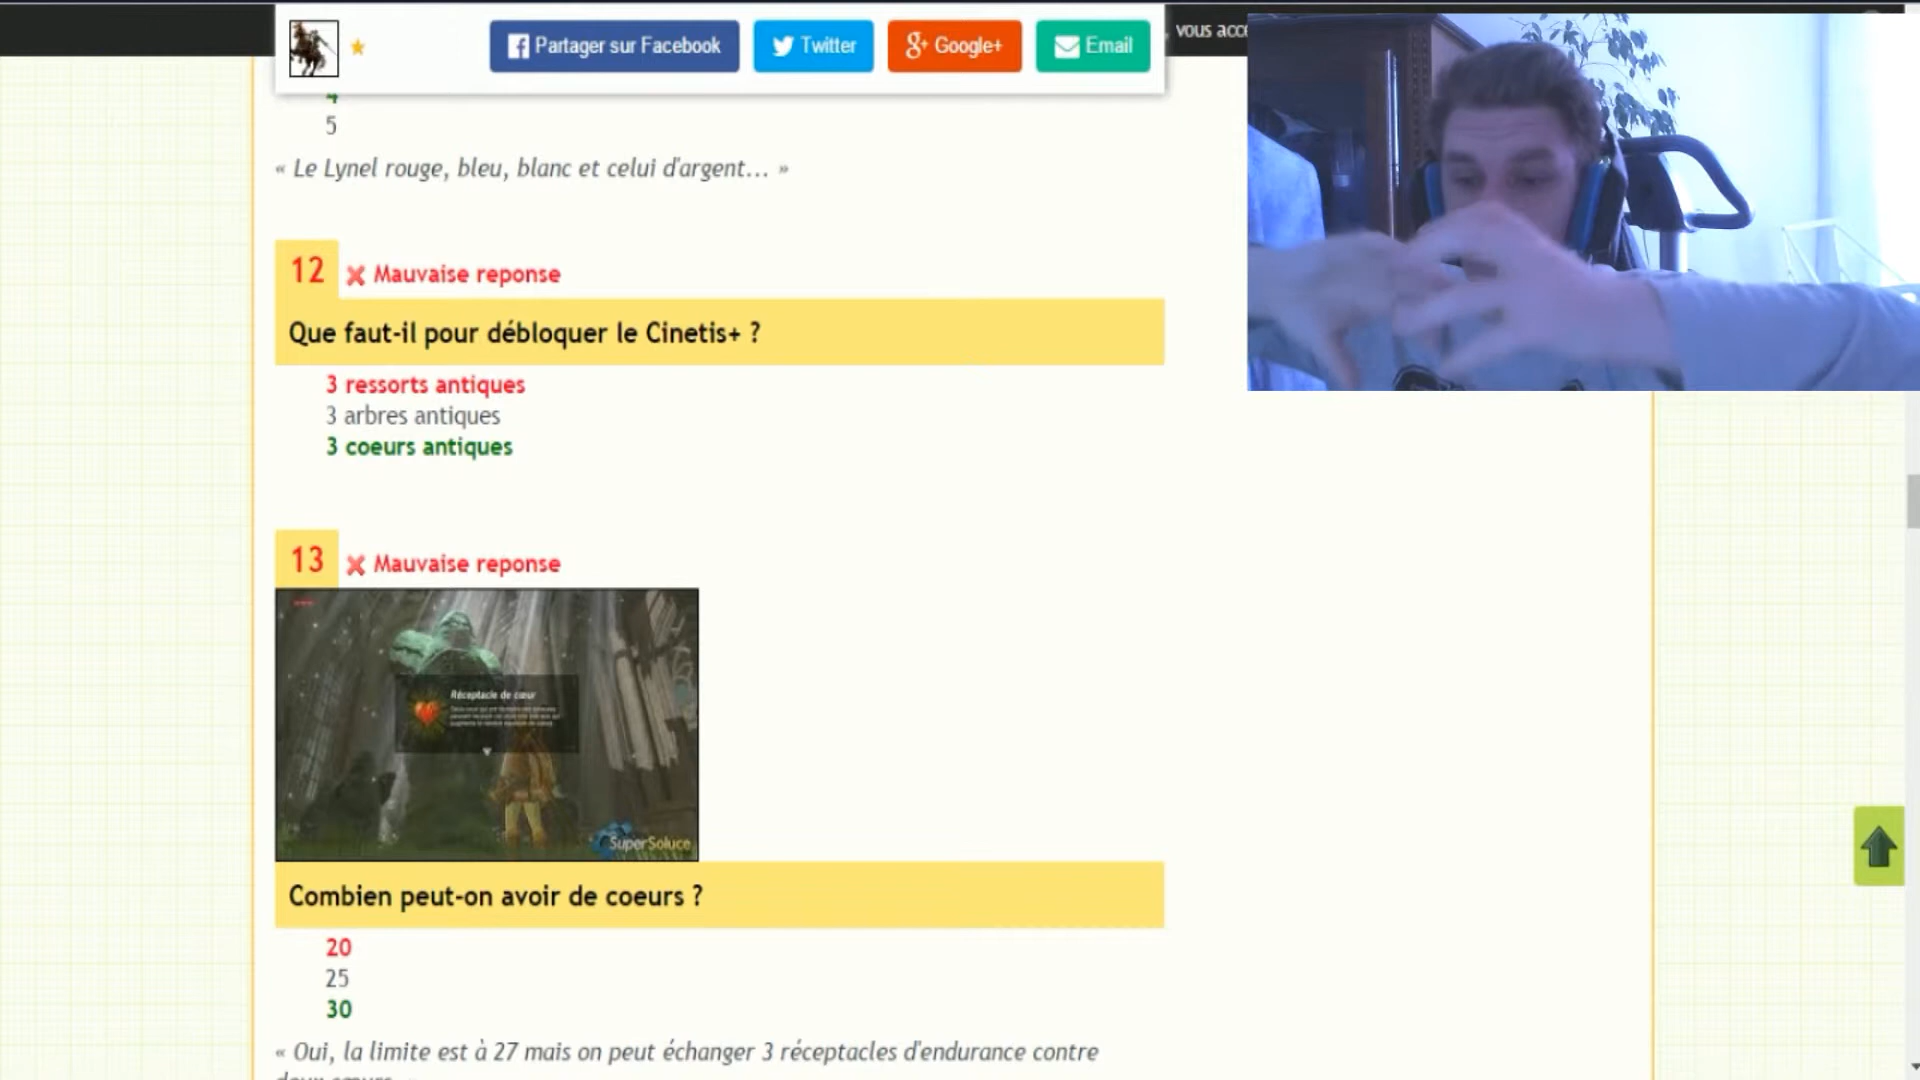 Partager sur Facebook
Twitter
Google+
Email
vous acc
4
5
« Le Lynel rouge, bleu, blanc et celui d'argent... »
12
Mauvaise reponse
Que faut-il pour débloquer le Cinetis+ ?
3 ressorts antiques
3 arbres antiques
3 coeurs antiques
13
Mauvaise reponse
Réceptacle de cœur
SuperSoluce
Combien peut-on avoir de coeurs ?
20
25
30
« Oui, la limite est à 27 mais on peut échanger 3 réceptacles d'endurance contre